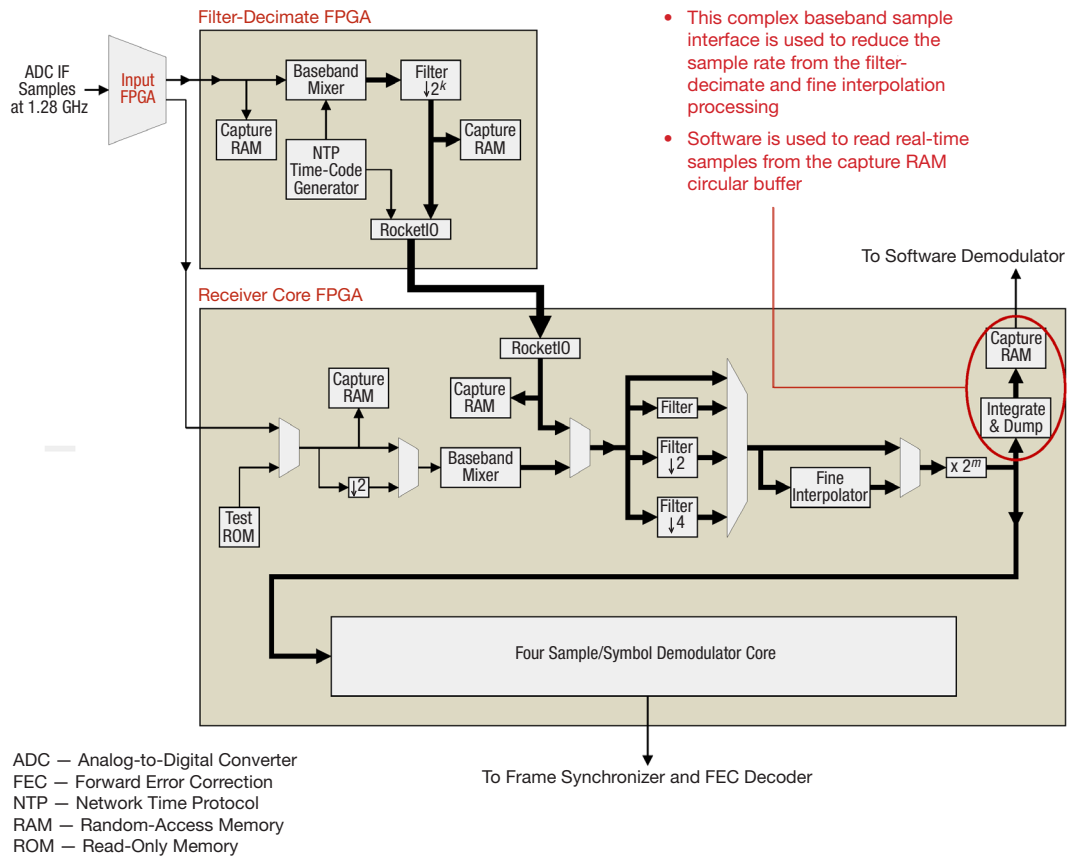 Filter-Decimate FPGA
ADC IF
Samples
at 1.28 GHz
Input
FPGA
Baseband
Mixer
Filter
↓2ᵏ
Capture
RAM
Capture
RAM
NTP
Time-Code
Generator
RocketIO
• This complex baseband sample
interface is used to reduce the
sample rate from the filter-
decimate and fine interpolation
processing
• Software is used to read real-time
samples from the capture RAM
circular buffer
To Software Demodulator
Receiver Core FPGA
RocketIO
Capture
RAM
Capture
RAM
Capture
RAM
Integrate
& Dump
Filter
Filter
↓2
Filter
↓4
Baseband
Mixer
↓2
Test
ROM
Fine
Interpolator
x 2ᵐ
Four Sample/Symbol Demodulator Core
To Frame Synchronizer and FEC Decoder
ADC — Analog-to-Digital Converter
FEC — Forward Error Correction
NTP — Network Time Protocol
RAM — Random-Access Memory
ROM — Read-Only Memory